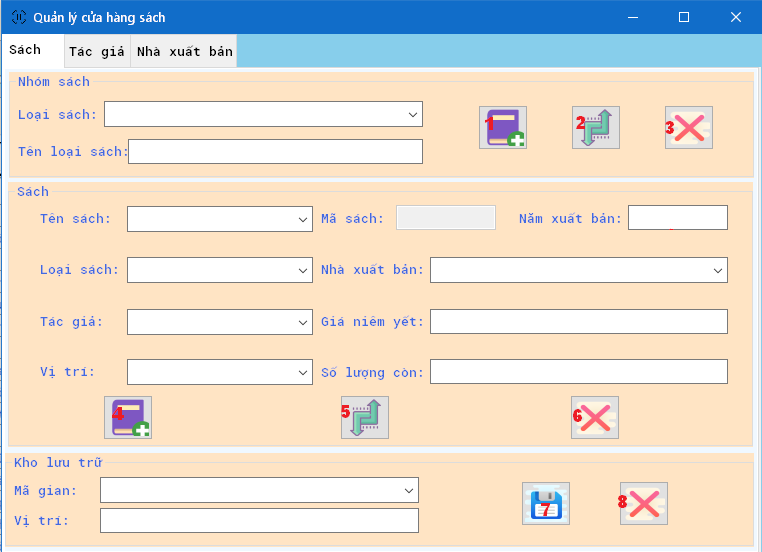 Quản lý cửa hàng sách
Sách Tác giả Nhà xuất bản
Nhóm sách
Loại sách: 1 2 3
Tên loại sách:
Sách
Tên sách: Mã sách: Năm xuất bản:
Loại sách: Nhà xuất bản:
Tác giả: Giá niêm yết:
Vị trí: Số lượng còn:
4 5 6
Kho lưu trữ
Mã gian: 7 8
Vị trí: